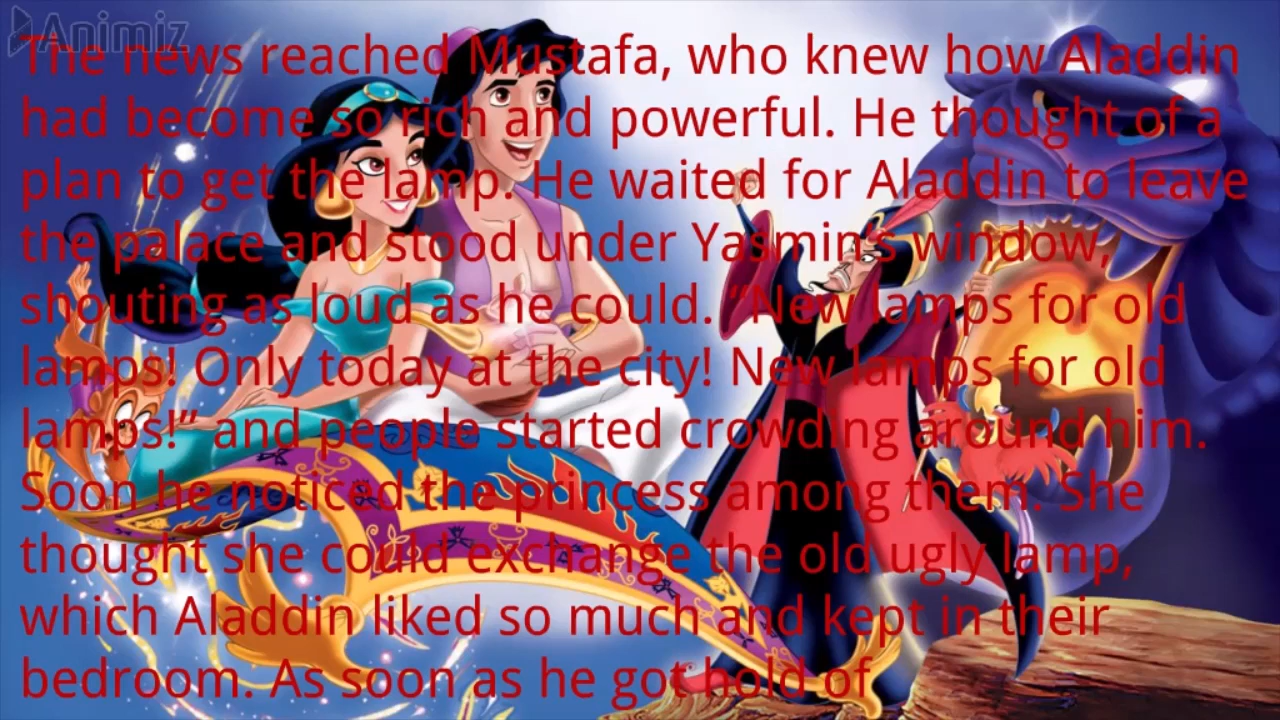 Animiz
The news reached Mustafa, who knew how Aladdin
had become so rich and powerful. He thought of a
plan to get the lamp. He waited for Aladdin to leave
the palace and stood under Yasmin's window,
shouting as loud as he could. “New lamps for old
lamps! Only today at the city! New lamps for old
lamps!” and people started crowding around him.
Soon he noticed the princess among them. She
thought she could exchange the old ugly lamp,
which Aladdin liked so much and kept in their
bedroom. As soon as he got hold of